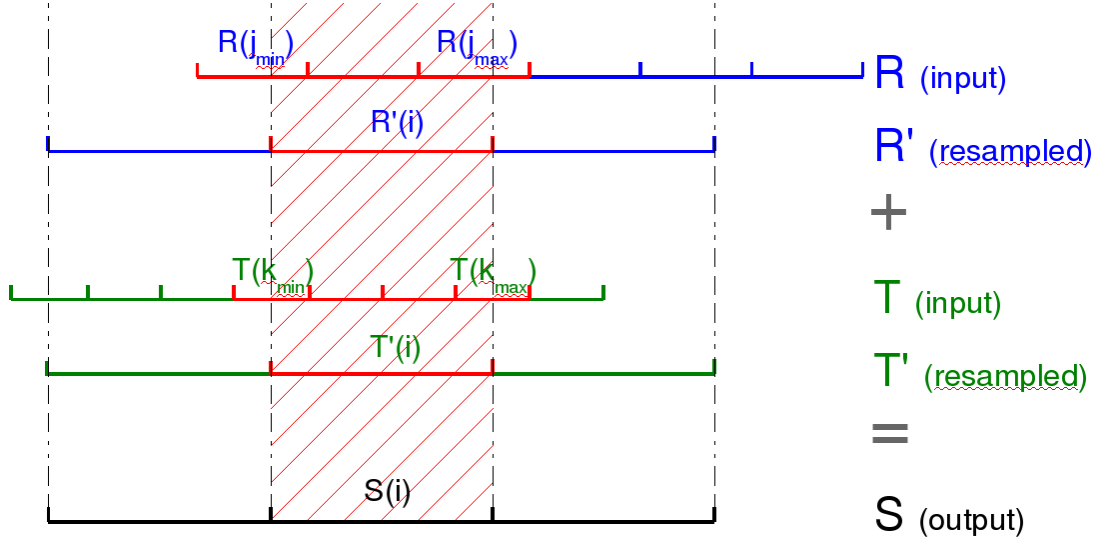 R(jmin) R(jmax) R (input)
R'(i) R' (resampled)
+
T(kmin) T(kmax) T (input)
T'(i) T' (resampled)
=
S(i) S (output)